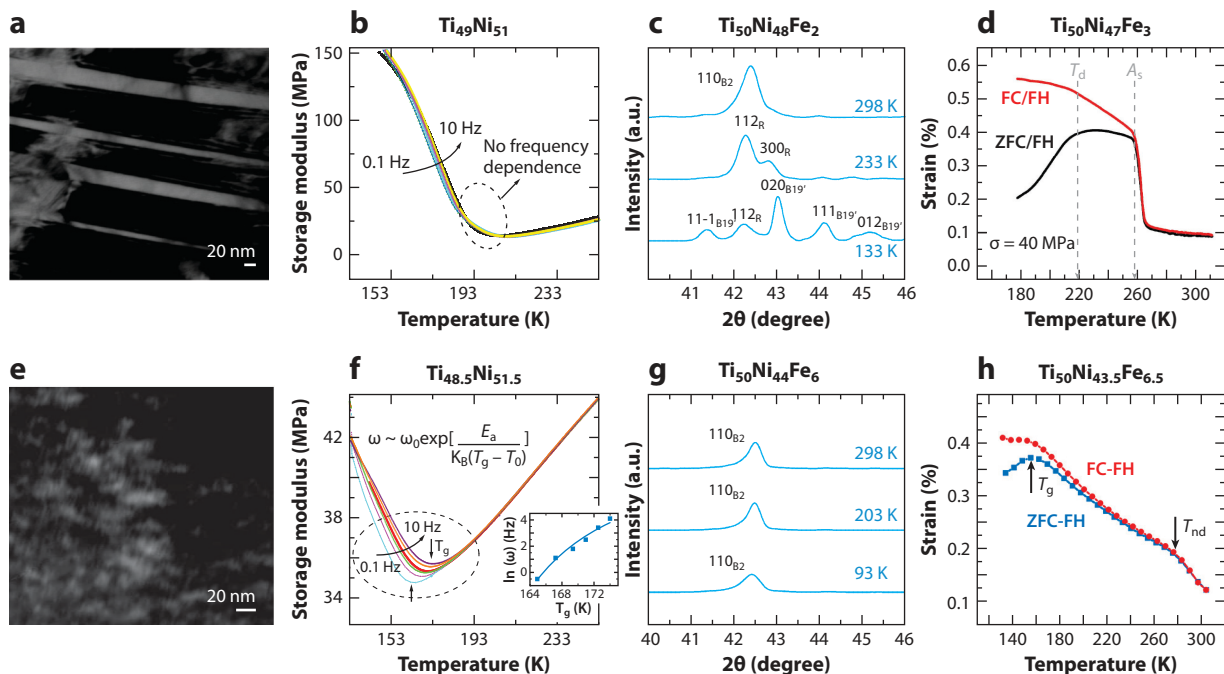 a
20 nm
b
Ti49Ni51
Storage modulus (MPa)
150
125
100
75
50
25
0
10 Hz
0.1 Hz
No frequency
dependence
153
193
233
Temperature (K)
c
Ti50Ni48Fe2
Intensity (a.u.)
110B2
298 K
112R
300R
233 K
020B19'
11-1B19'
112R
111B19'
012B19'
133 K
41
42
43
44
45
46
2θ (degree)
d
Ti50Ni47Fe3
Strain (%)
0.6
0.5
0.4
0.3
0.2
0.1
0.0
Td
As
FC/FH
ZFC/FH
σ = 40 MPa
180
220
260
300
Temperature (K)
e
20 nm
f
Ti48.5Ni51.5
Storage modulus (MPa)
42
40
38
36
34
ω ~ ω0exp[Ea/KB(Tg – T0)]
10 Hz
Tg
0.1 Hz
ln (ω) (Hz)
4
2
0
164
168
172
Tg (K)
153
193
233
Temperature (K)
g
Ti50Ni44Fe6
Intensity (a.u.)
110B2
298 K
110B2
203 K
110B2
93 K
40
41
42
43
44
45
46
2θ (degree)
h
Ti50Ni43.5Fe6.5
Strain (%)
0.4
0.3
0.2
0.1
FC-FH
Tg
ZFC-FH
Tnd
140
180
220
260
300
Temperature (K)